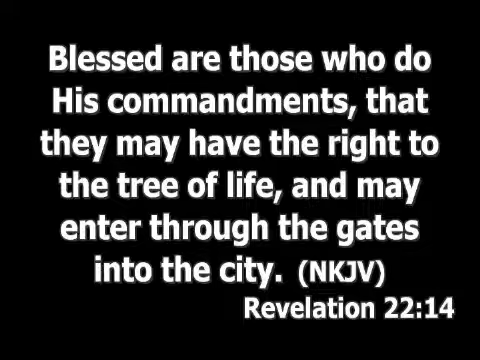 Blessed are those who do
His commandments, that
they may have the right to
the tree of life, and may
enter through the gates
into the city. (NKJV)
Revelation 22:14